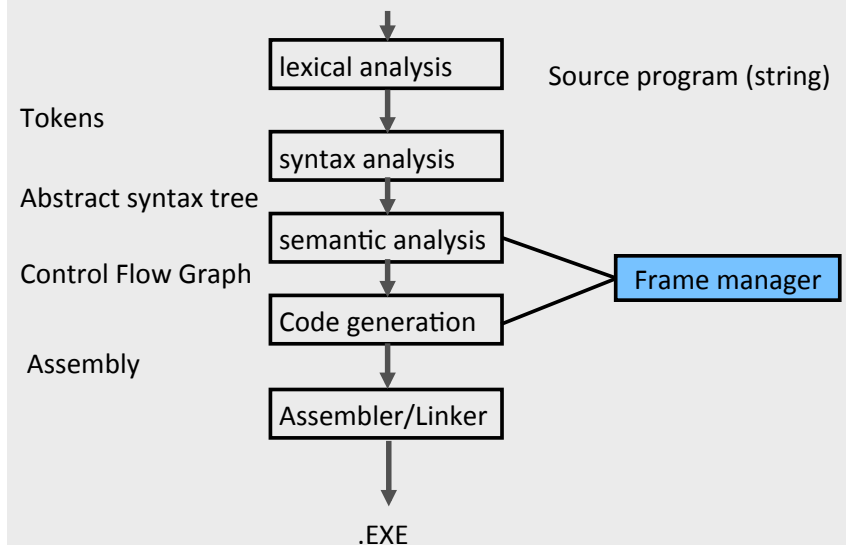 lexical analysis
Source program (string)
Tokens
syntax analysis
Abstract syntax tree
semantic analysis
Control Flow Graph
Frame manager
Code generation
Assembly
Assembler/Linker
.EXE